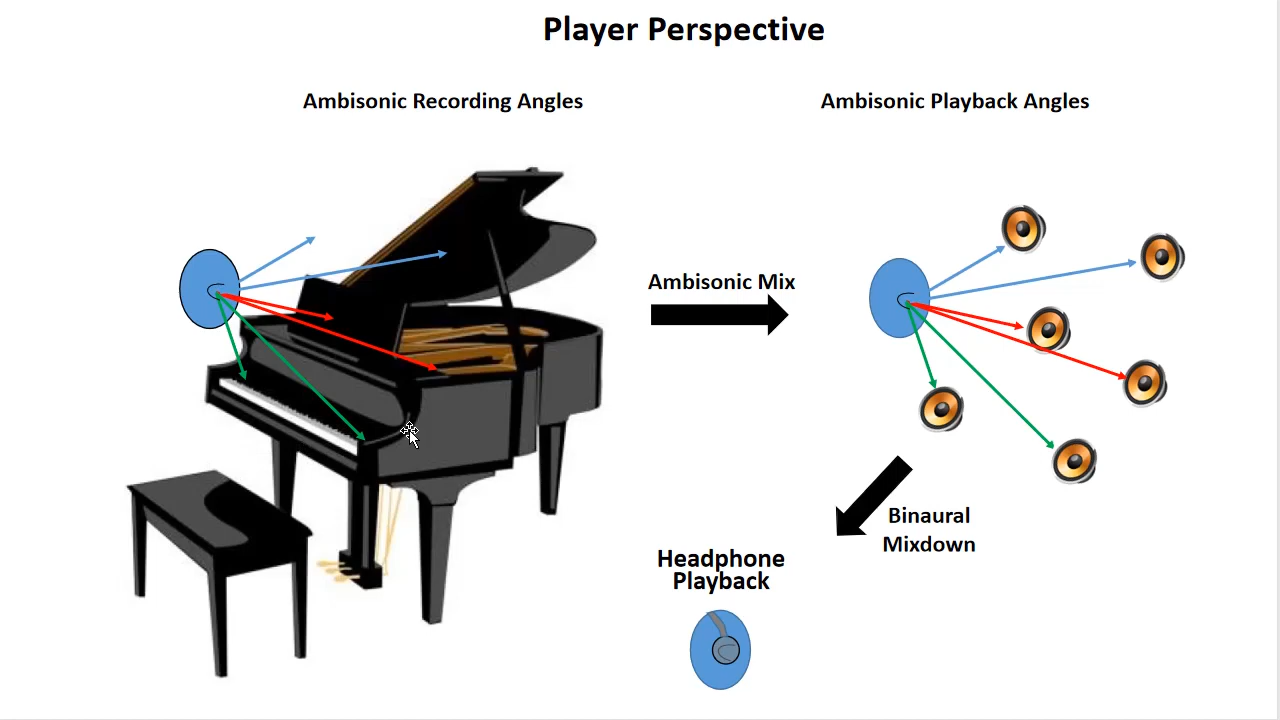 Player Perspective
Ambisonic Recording Angles
Ambisonic Playback Angles
Ambisonic Mix
Binaural
Mixdown
Headphone
Playback